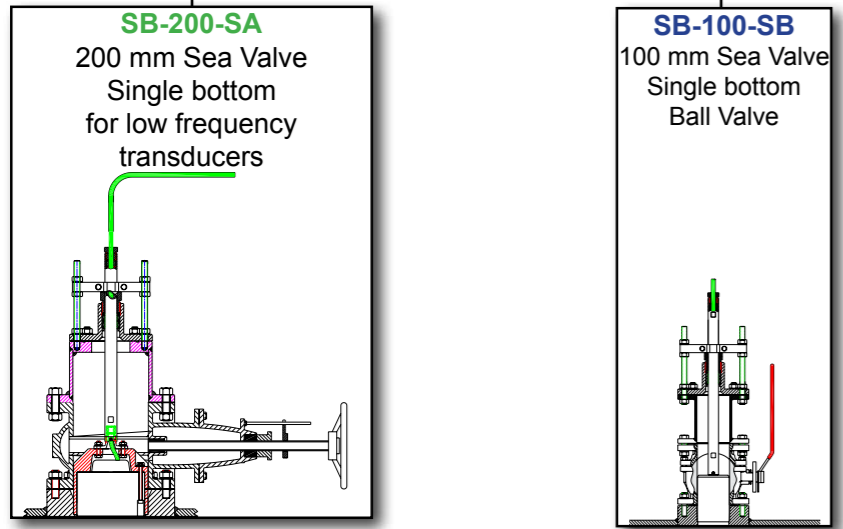 SB-200-SA
200 mm Sea Valve
Single bottom
for low frequency
transducers
SB-100-SB
100 mm Sea Valve
Single bottom
Ball Valve